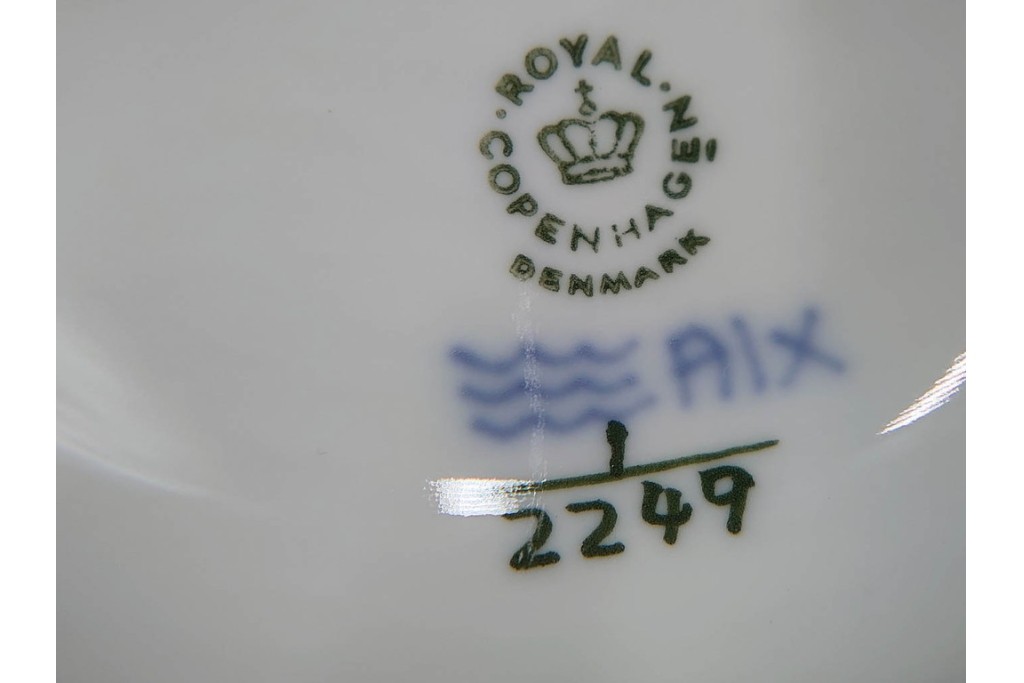 ROYAL
COPENHAGEN
DENMARK
AIX
1
2249